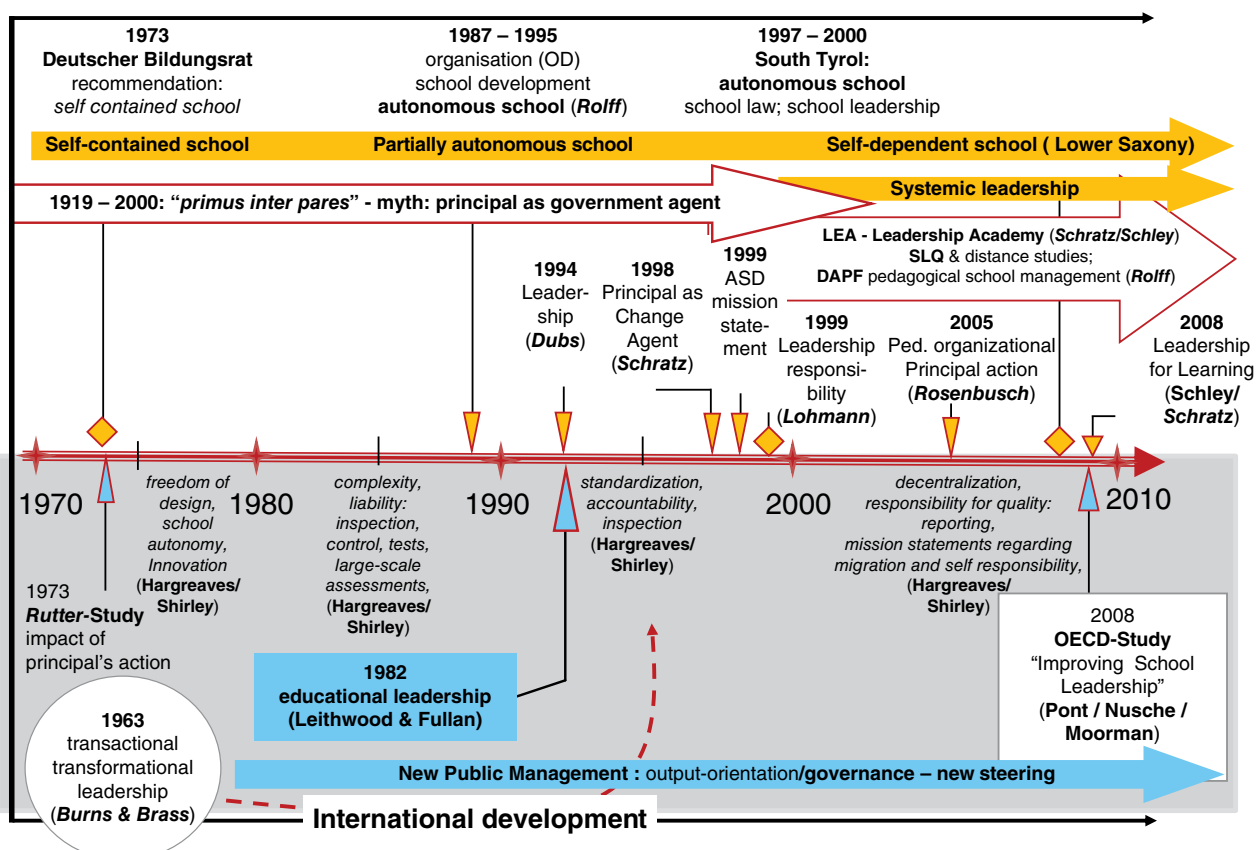 1973
Deutscher Bildungsrat
recommendation:
self contained school
1987 – 1995
organisation (OD)
school development
autonomous school (Rolff)
1997 – 2000
South Tyrol:
autonomous school
school law; school leadership
Self-contained school
Partially autonomous school
Self-dependent school ( Lower Saxony)
Systemic leadership
1919 – 2000: “primus inter pares” - myth: principal as government agent
LEA - Leadership Academy (Schratz/Schley)
SLQ & distance studies;
DAPF pedagogical school management (Rolff)
1994
Leader-
ship
(Dubs)
1998
Principal as
Change
Agent
(Schratz)
1999
ASD
mission
state-
ment
1999
Leadership
responsi-
bility
(Lohmann)
2005
Ped. organizational
Principal action
(Rosenbusch)
2008
Leadership
for Learning
(Schley/
Schratz)
1970
1980
1990
2000
2010
freedom of
design,
school
autonomy,
Innovation
(Hargreaves/
Shirley)
complexity,
liability:
inspection,
control, tests,
large-scale
assessments,
(Hargreaves/
Shirley)
standardization,
accountability,
inspection
(Hargreaves/
Shirley)
decentralization,
responsibility for quality:
reporting,
mission statements regarding
migration and self responsibility,
(Hargreaves/
Shirley)
1973
Rutter-Study
impact of
principal’s action
1982
educational leadership
(Leithwood & Fullan)
2008
OECD-Study
“Improving School
Leadership”
(Pont / Nusche /
Moorman)
1963
transactional
transformational
leadership
(Burns & Brass)
New Public Management : output-orientation/governance – new steering
International development